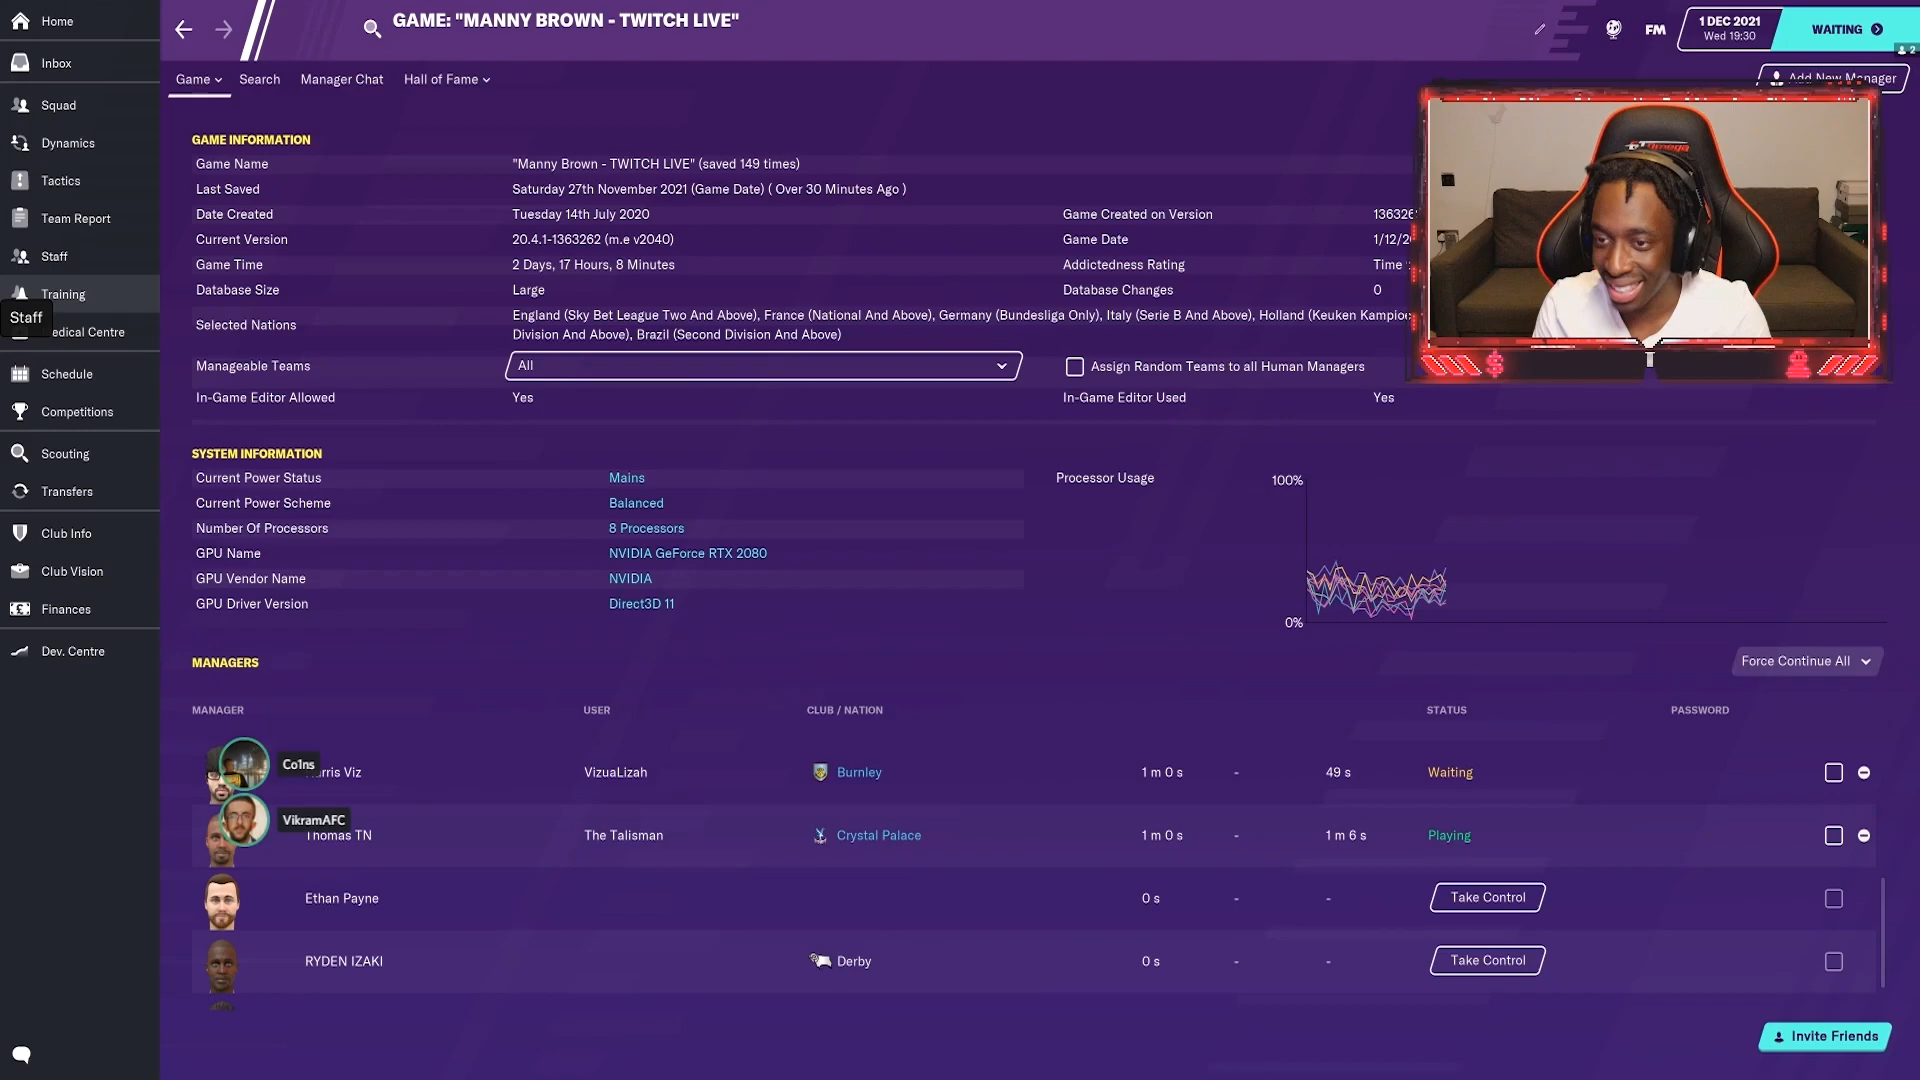 Home
Inbox
Squad
Dynamics
Tactics
Team Report
Staff
Training
Staff
edical Centre
Schedule
Competitions
Scouting
Transfers
Club Info
Club Vision
Finances
Dev. Centre
GAME: "MANNY BROWN - TWITCH LIVE"
FM
1 DEC 2021
Wed 19:30
WAITING
2
Game
Search
Manager Chat
Hall of Fame
Add New Manager
GAME INFORMATION
Game Name "Manny Brown - TWITCH LIVE" (saved 149 times)
Last Saved Saturday 27th November 2021 (Game Date) ( Over 30 Minutes Ago )
Date Created Tuesday 14th July 2020 Game Created on Version 136326
Current Version 20.4.1-1363262 (m.e v2040) Game Date 1/12/2
Game Time 2 Days, 17 Hours, 8 Minutes Addictedness Rating Time
Database Size Large Database Changes 0
Selected Nations England (Sky Bet League Two And Above), France (National And Above), Germany (Bundesliga Only), Italy (Serie B And Above), Holland (Keuken Kampio
Division And Above), Brazil (Second Division And Above)
Manageable Teams All Assign Random Teams to all Human Managers
In-Game Editor Allowed Yes In-Game Editor Used Yes
GTOmega
SYSTEM INFORMATION
Current Power Status Mains Processor Usage 100%
Current Power Scheme Balanced
Number Of Processors 8 Processors
GPU Name NVIDIA GeForce RTX 2080
GPU Vendor Name NVIDIA
GPU Driver Version Direct3D 11
0%
MANAGERS
Force Continue All
MANAGER USER CLUB / NATION STATUS PASSWORD
Co1ns
rris Viz VizuaLizah Burnley 1 m 0 s - 49 s Waiting
VikramAFC
Thomas TN The Talisman Crystal Palace 1 m 0 s - 1 m 6 s Playing
Ethan Payne 0 s - - Take Control
RYDEN IZAKI Derby 0 s - - Take Control
Invite Friends